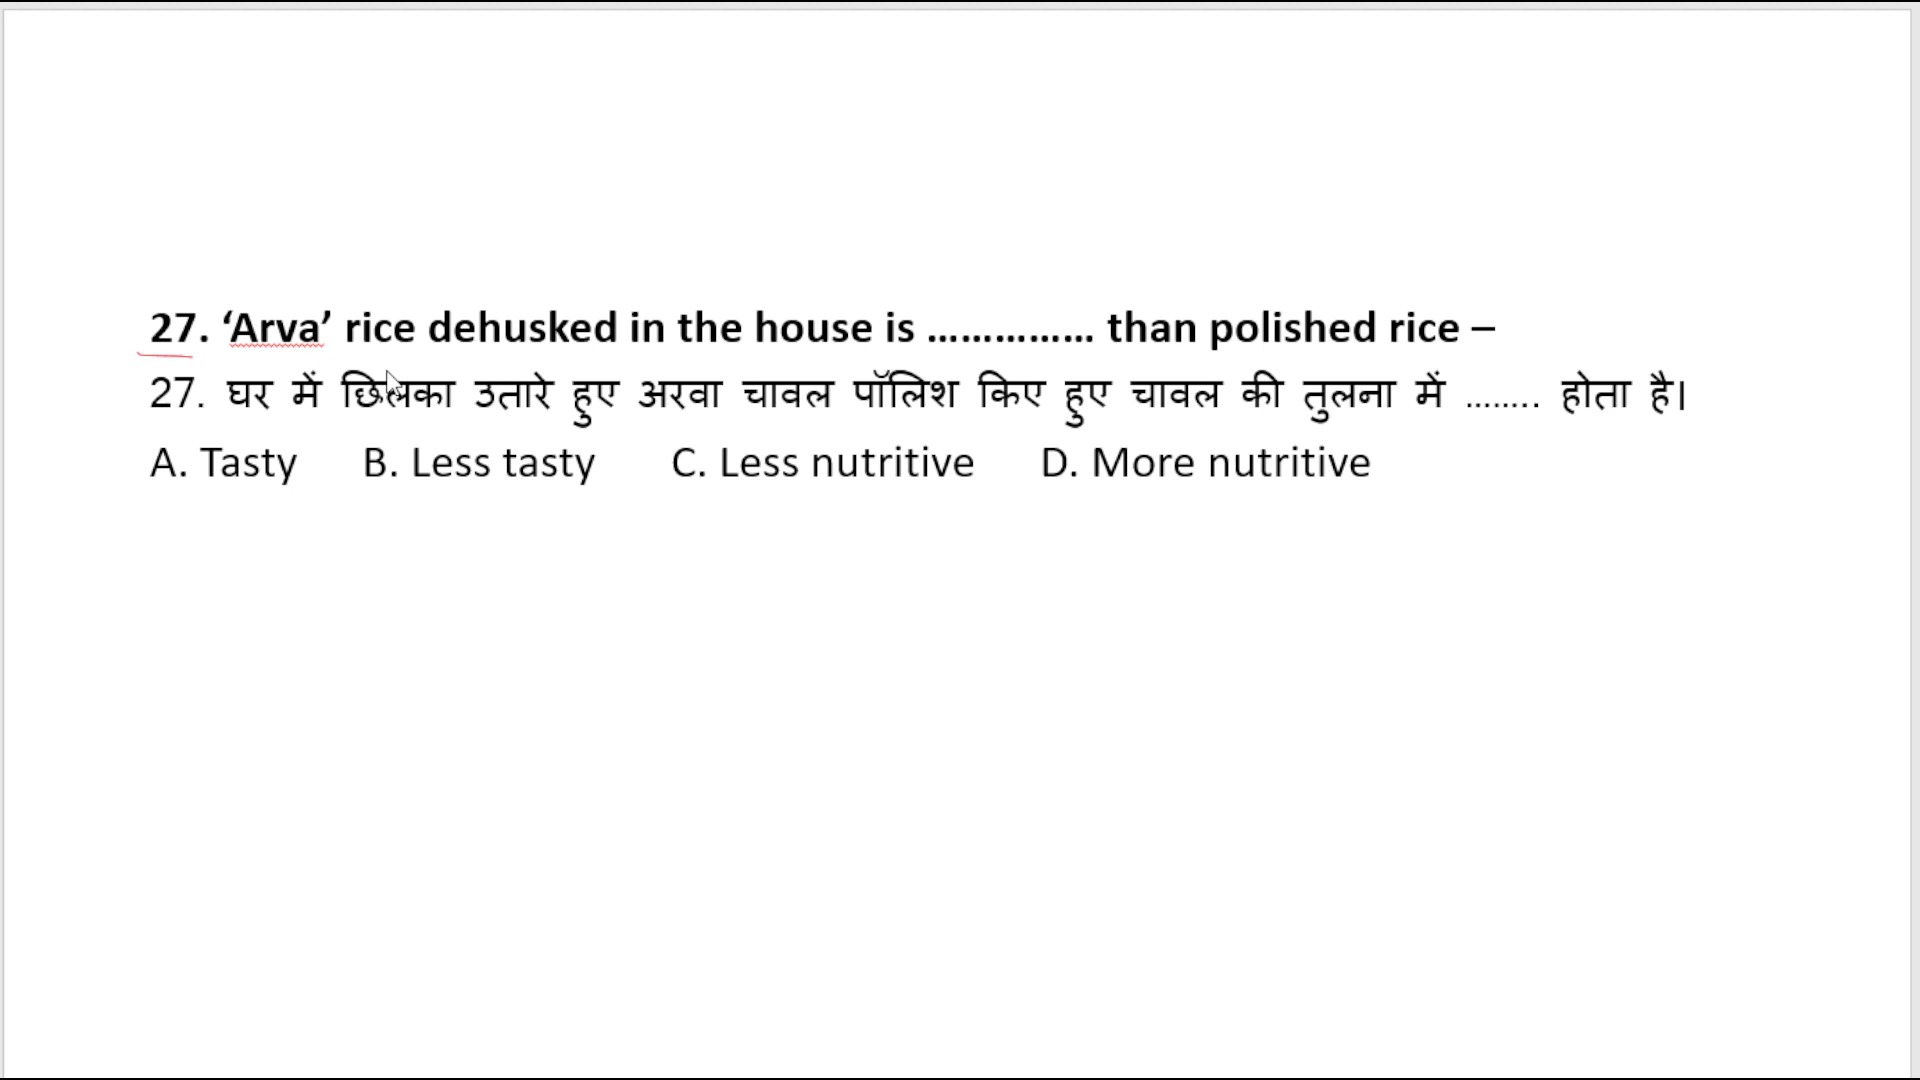 27. ‘Arva’ rice dehusked in the house is …………… than polished rice –
27. घर में छिलका उतारे हुए अरवा चावल पॉलिश किए हुए चावल की तुलना में …….. होता है।
A. Tasty B. Less tasty C. Less nutritive D. More nutritive